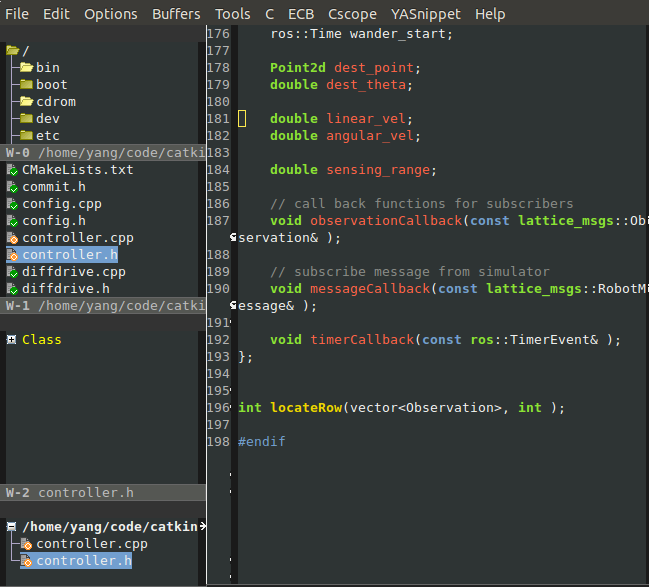 File Edit Options Buffers Tools C ECB Cscope YASnippet Help
/
bin
boot
cdrom
dev
etc
W-0 /home/yang/code/catki
CMakeLists.txt
commit.h
config.cpp
config.h
controller.cpp
controller.h
diffdrive.cpp
diffdrive.h
W-1 /home/yang/code/catki
Class
W-2 controller.h
/home/yang/code/catkin
controller.cpp
controller.h
176 ros::Time wander_start;
177
178 Point2d dest_point;
179 double dest_theta;
180
181 double linear_vel;
182 double angular_vel;
183
184 double sensing_range;
185
186 // call back functions for subscribers
187 void observationCallback(const lattice_msgs::Ob
servation& );
188
189 // subscribe message from simulator
190 void messageCallback(const lattice_msgs::RobotM
essage& );
191
192 void timerCallback(const ros::TimerEvent& );
193 };
194
195
196 int locateRow(vector<Observation>, int );
197
198 #endif